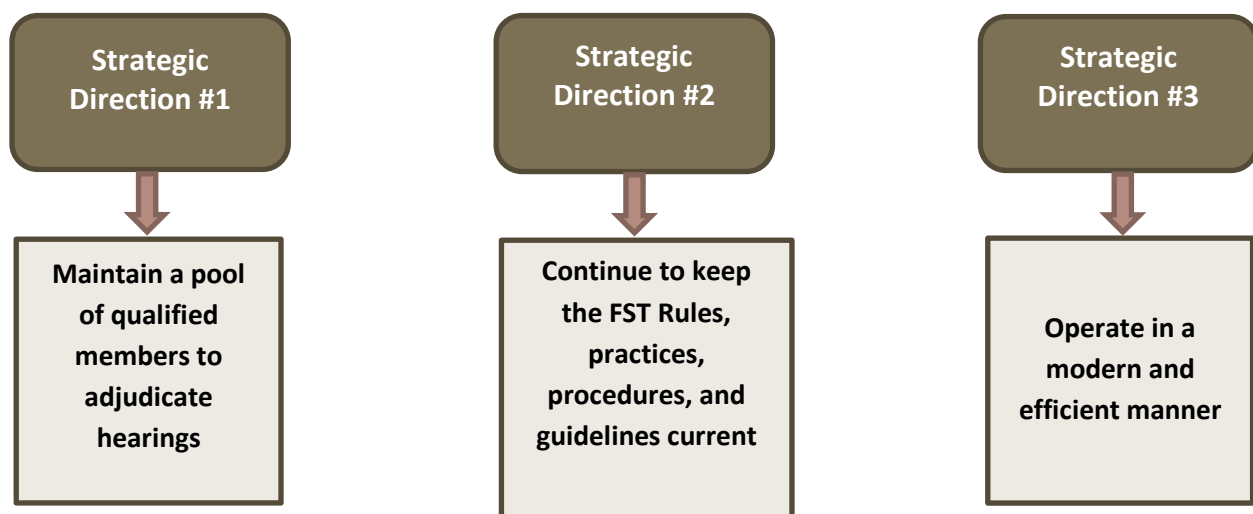 Strategic
Direction #1
Strategic
Direction #2
Strategic
Direction #3
Maintain a pool
of qualified
members to
adjudicate
hearings
Continue to keep
the FST Rules,
practices,
procedures, and
guidelines current
Operate in a
modern and
efficient manner